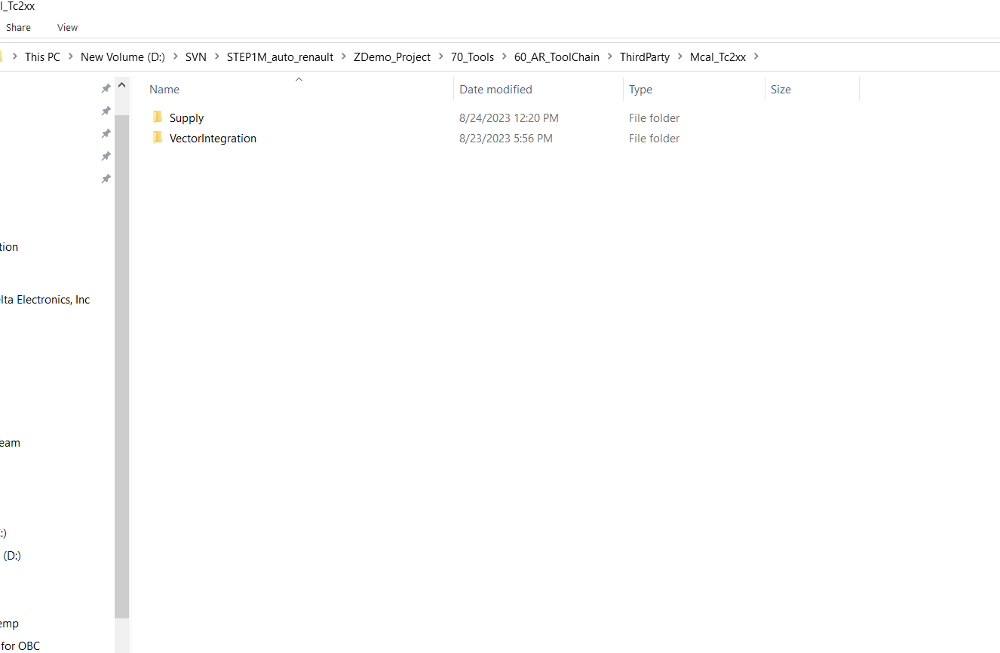 l_Tc2xx
Share View
This PC > New Volume (D:) > SVN > STEP1M_auto_renault > ZDemo_Project > 70_Tools > 60_AR_ToolChain > ThirdParty > Mcal_Tc2xx >
Name Date modified Type Size
Supply 8/24/2023 12:20 PM File folder
VectorIntegration 8/23/2023 5:56 PM File folder
tion
lta Electronics, Inc
eam
:)
(D:)
emp
for OBC